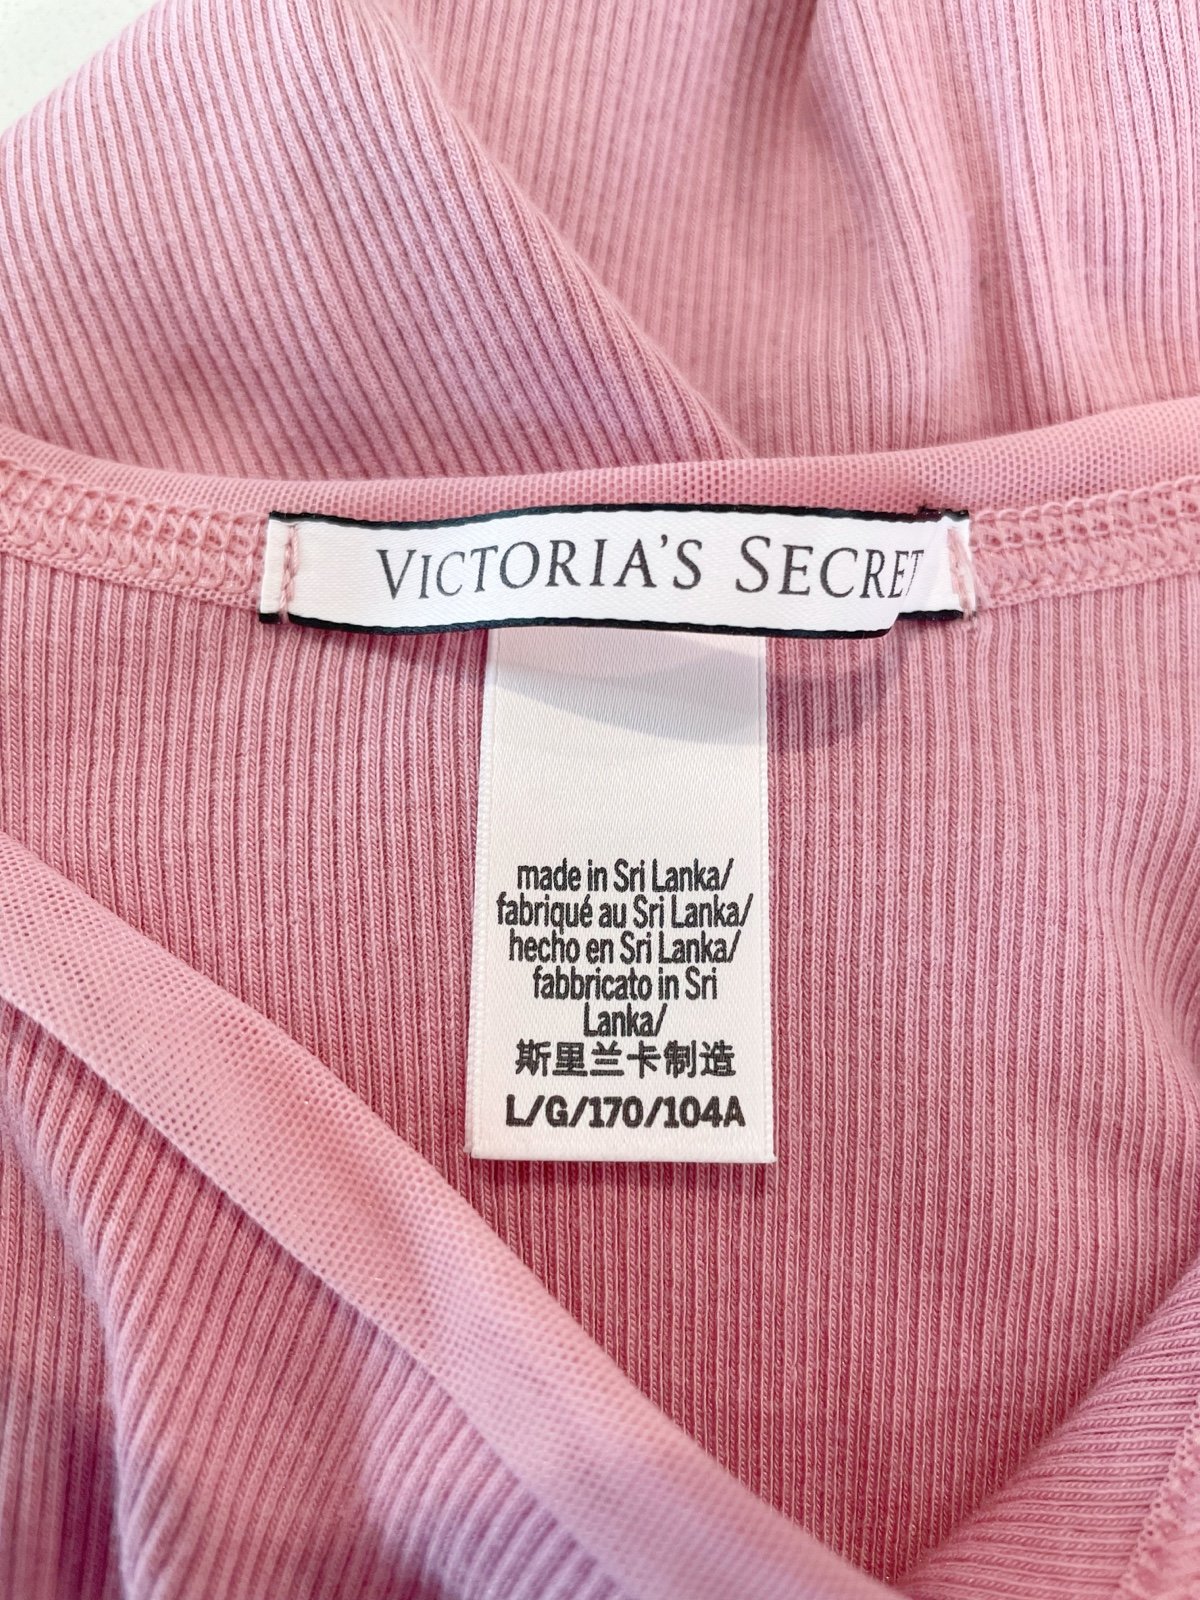 VICTORIA'S SECRET
made in Sri Lanka/
fabriqué au Sri Lanka/
hecho en Sri Lanka/
fabbricato in Sri
Lanka/
斯里兰卡制造
L/G/170/104A